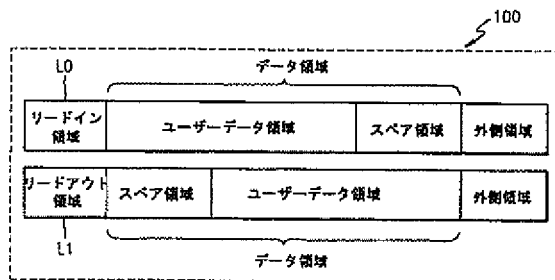 100
L0
データ領域
リードイン
領域
ユーザーデータ領域
スペア領域
外側領域
リードアウト
領域
スペア領域
ユーザーデータ領域
外側領域
L1
データ領域